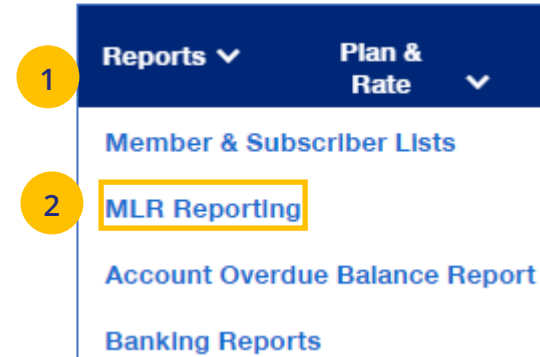 Reports
Plan &
Rate
1
Member & Subscriber Lists
2
MLR Reporting
Account Overdue Balance Report
Banking Reports